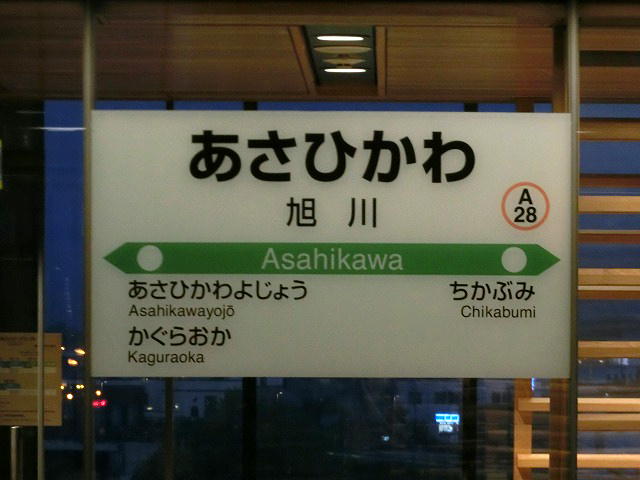 あさひかわ
旭川
A
28
Asahikawa
あさひかわよじょう
Asahikawayojō
ちかぶみ
Chikabumi
かぐらおか
Kaguraoka